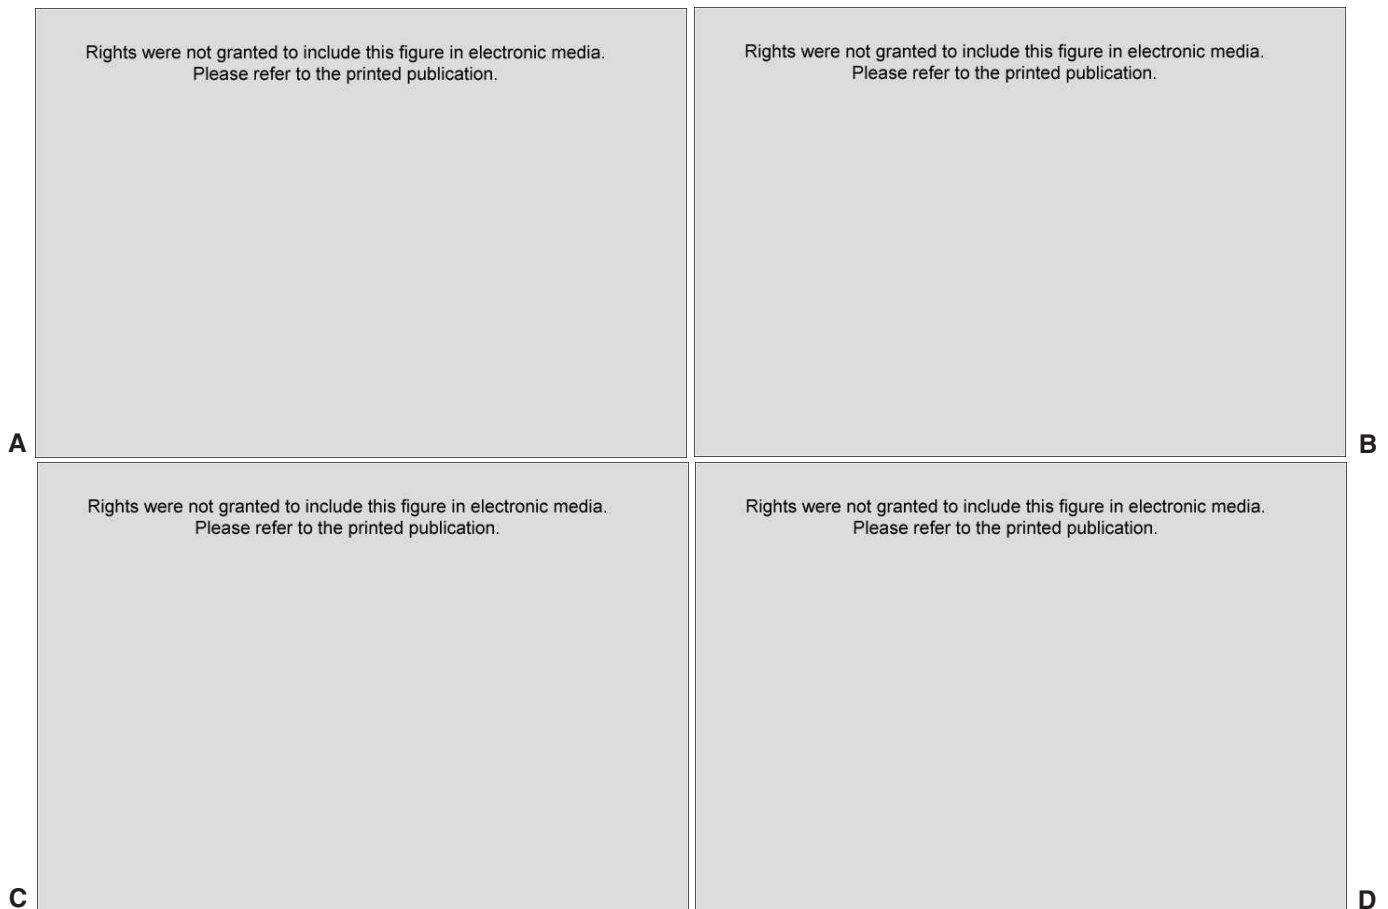 Rights were not granted to include this figure in electronic media.
Please refer to the printed publication.
A
Rights were not granted to include this figure in electronic media.
Please refer to the printed publication.
B
Rights were not granted to include this figure in electronic media.
Please refer to the printed publication.
C
Rights were not granted to include this figure in electronic media.
Please refer to the printed publication.
D